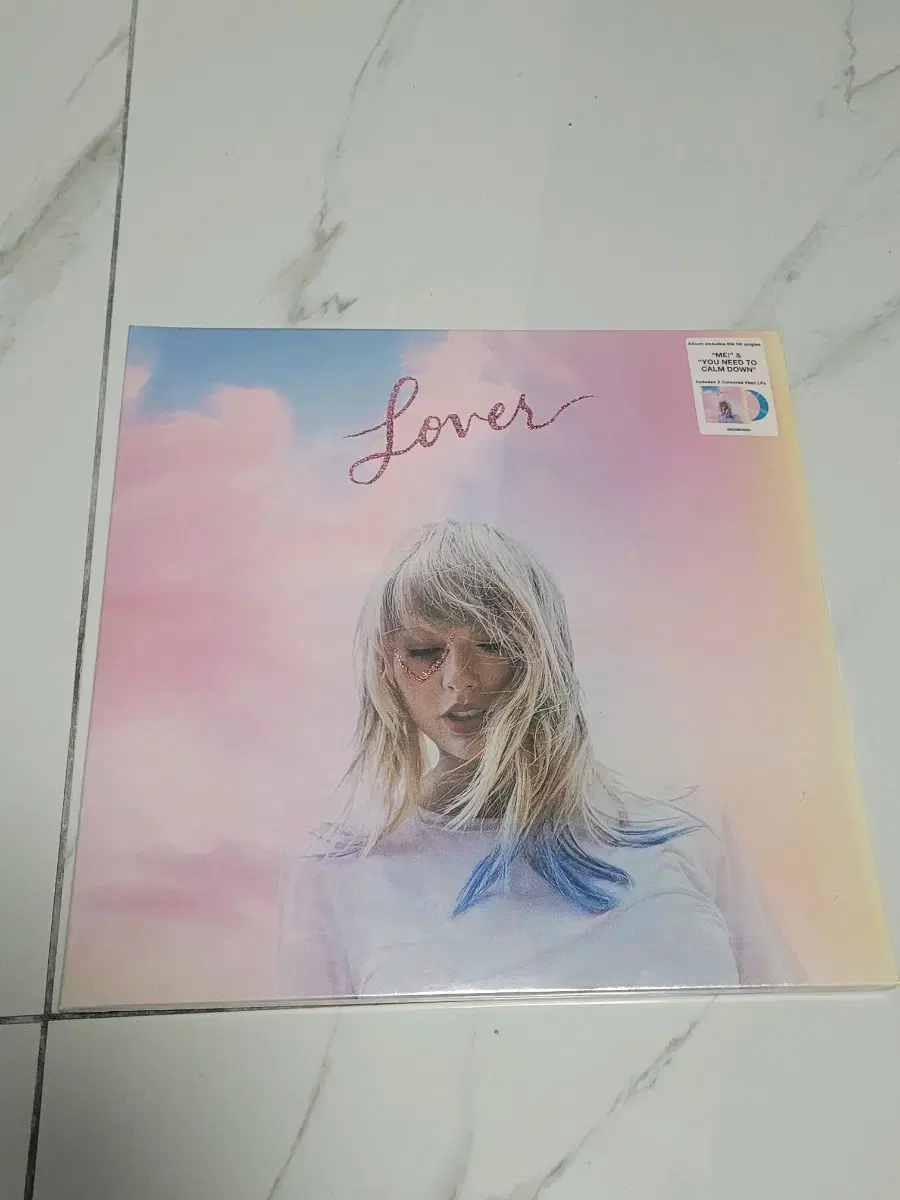 Lover
Album includes the hit singles
"ME!" &
"YOU NEED TO
CALM DOWN"
Includes 2 Coloured Vinyl LPs